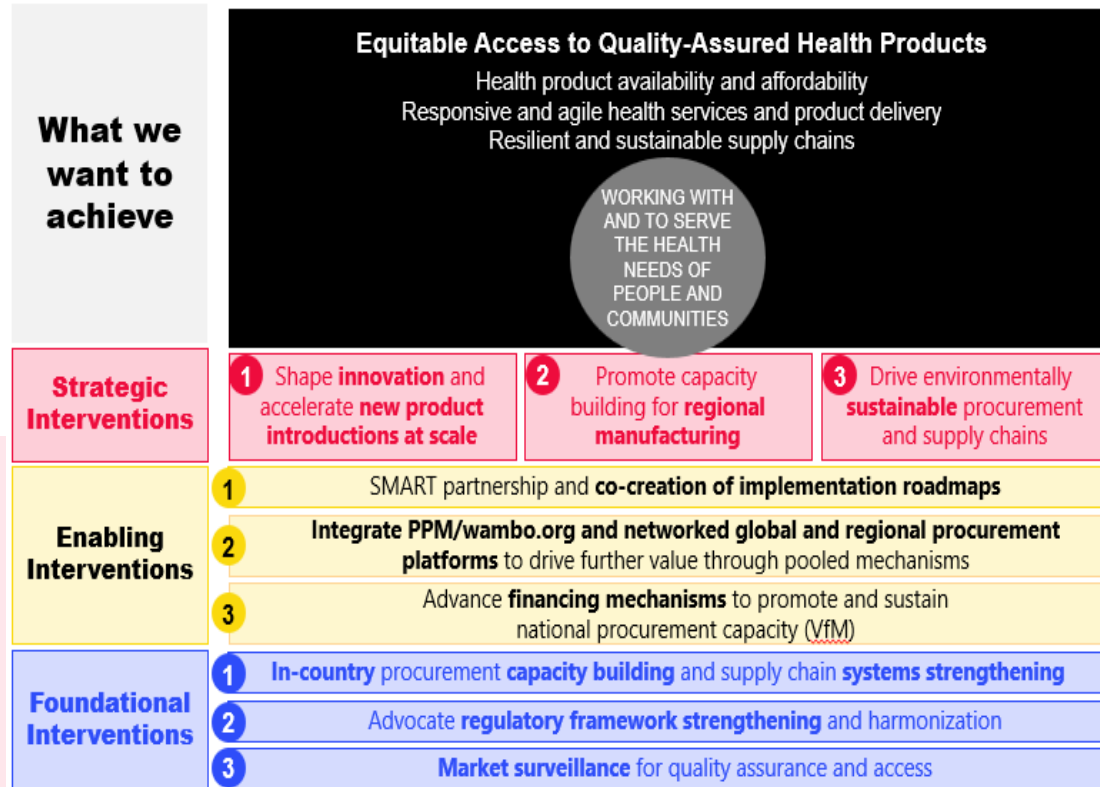 What we
want to
achieve
Equitable Access to Quality-Assured Health Products
Health product availability and affordability
Responsive and agile health services and product delivery
Resilient and sustainable supply chains
WORKING WITH
AND TO SERVE
THE HEALTH
NEEDS OF
PEOPLE AND
COMMUNITIES
Strategic
Interventions
1 Shape innovation and
accelerate new product
introductions at scale
2 Promote capacity
building for regional
manufacturing
3 Drive environmentally
sustainable procurement
and supply chains
Enabling
Interventions
1 SMART partnership and co-creation of implementation roadmaps
2 Integrate PPM/wambo.org and networked global and regional procurement
platforms to drive further value through pooled mechanisms
3 Advance financing mechanisms to promote and sustain
national procurement capacity (VfM)
Foundational
Interventions
1 In-country procurement capacity building and supply chain systems strengthening
2 Advocate regulatory framework strengthening and harmonization
3 Market surveillance for quality assurance and access